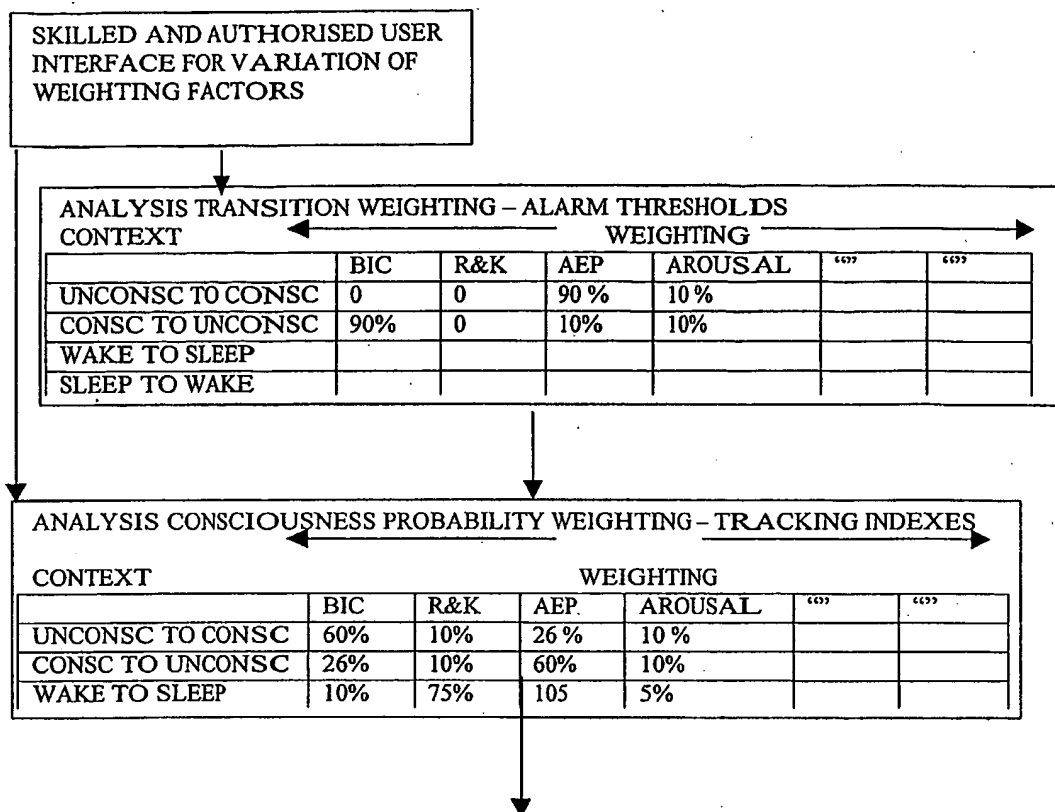 SKILLED AND AUTHORISED USER
INTERFACE FOR VARIATION OF
WEIGHTING FACTORS
ANALYSIS TRANSITION WEIGHTING – ALARM THRESHOLDS
CONTEXT WEIGHTING
BIC R&K AEP AROUSAL “” “”
UNCONSC TO CONSC 0 0 90 % 10 %
CONSC TO UNCONSC 90% 0 10% 10%
WAKE TO SLEEP
SLEEP TO WAKE
ANALYSIS CONSCIOUSNESS PROBABILITY WEIGHTING – TRACKING INDEXES
CONTEXT WEIGHTING
BIC R&K AEP. AROUSAL “” “”
UNCONSC TO CONSC 60% 10% 26 % 10 %
CONSC TO UNCONSC 26% 10% 60% 10%
WAKE TO SLEEP 10% 75% 105 5%